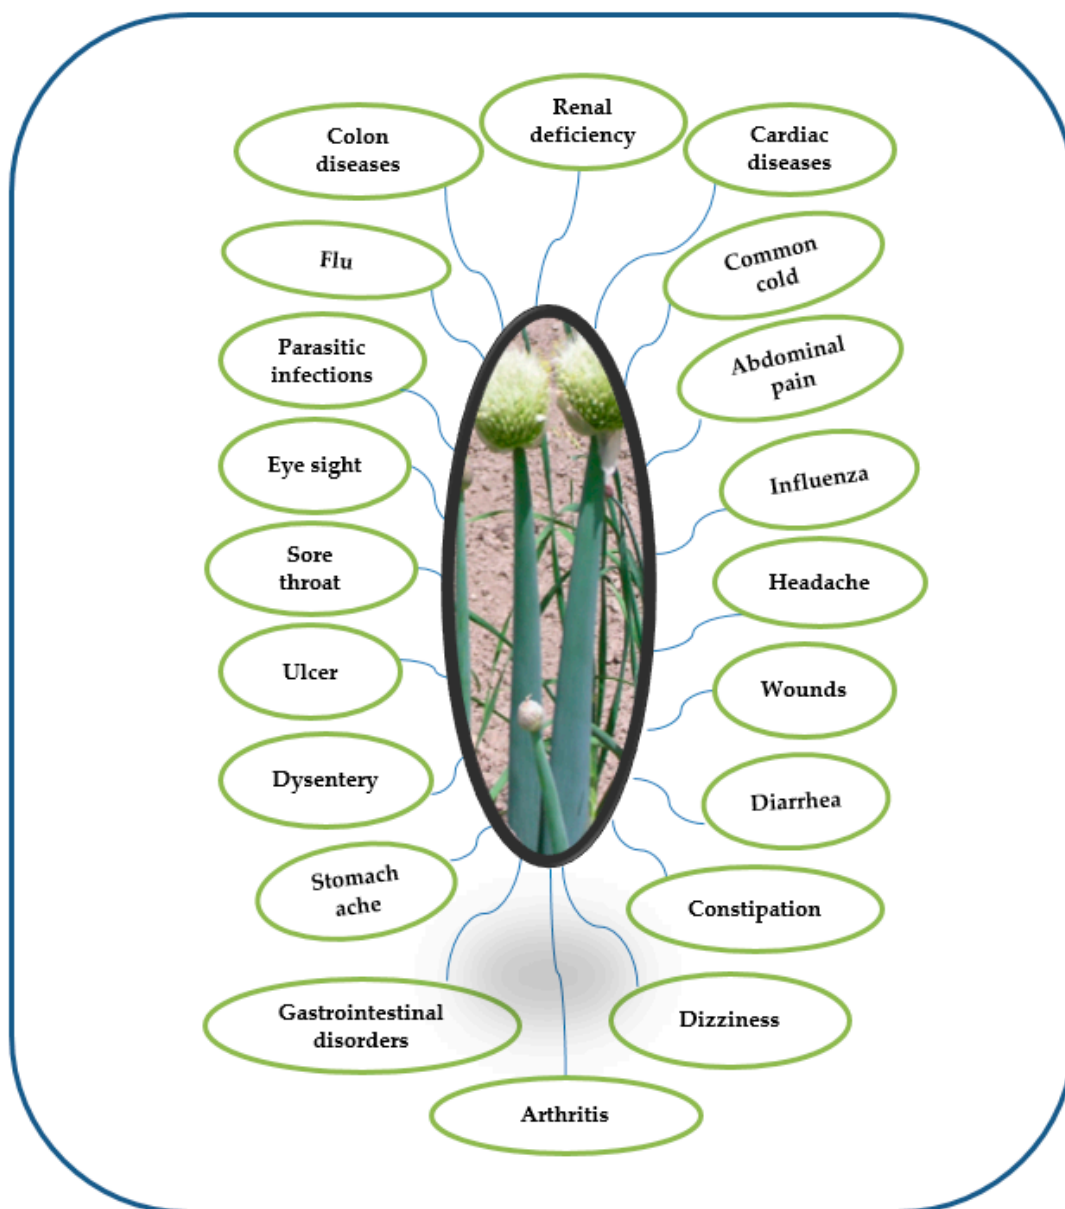 Renal
deficiency
Colon
diseases
Cardiac
diseases
Flu
Common
cold
Parasitic
infections
Abdominal
pain
Eye sight
Influenza
Sore
throat
Headache
Ulcer
Wounds
Dysentery
Diarrhea
Stomach
ache
Constipation
Gastrointestinal
disorders
Dizziness
Arthritis